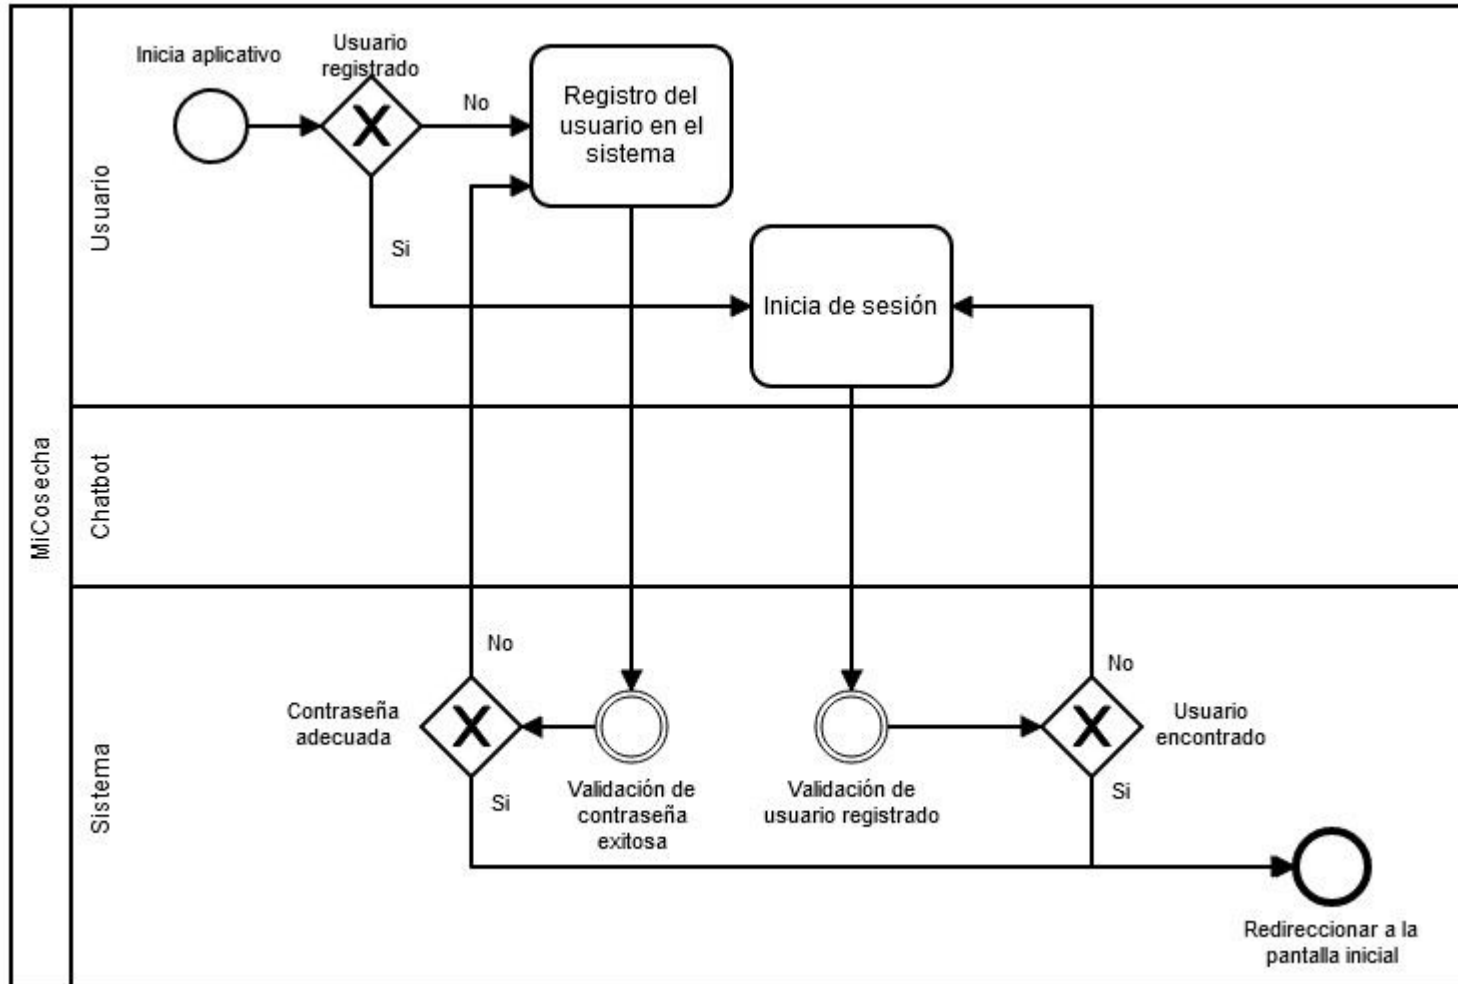 MiCosecha
Usuario
Inicia aplicativo
Usuario
registrado
No
Si
Registro del
usuario en el
sistema
Inicia de sesión
Chatbot
Sistema
No
Contraseña
adecuada
Si
Validación de
contraseña
exitosa
Validación de
usuario registrado
No
Usuario
encontrado
Si
Redireccionar a la
pantalla inicial